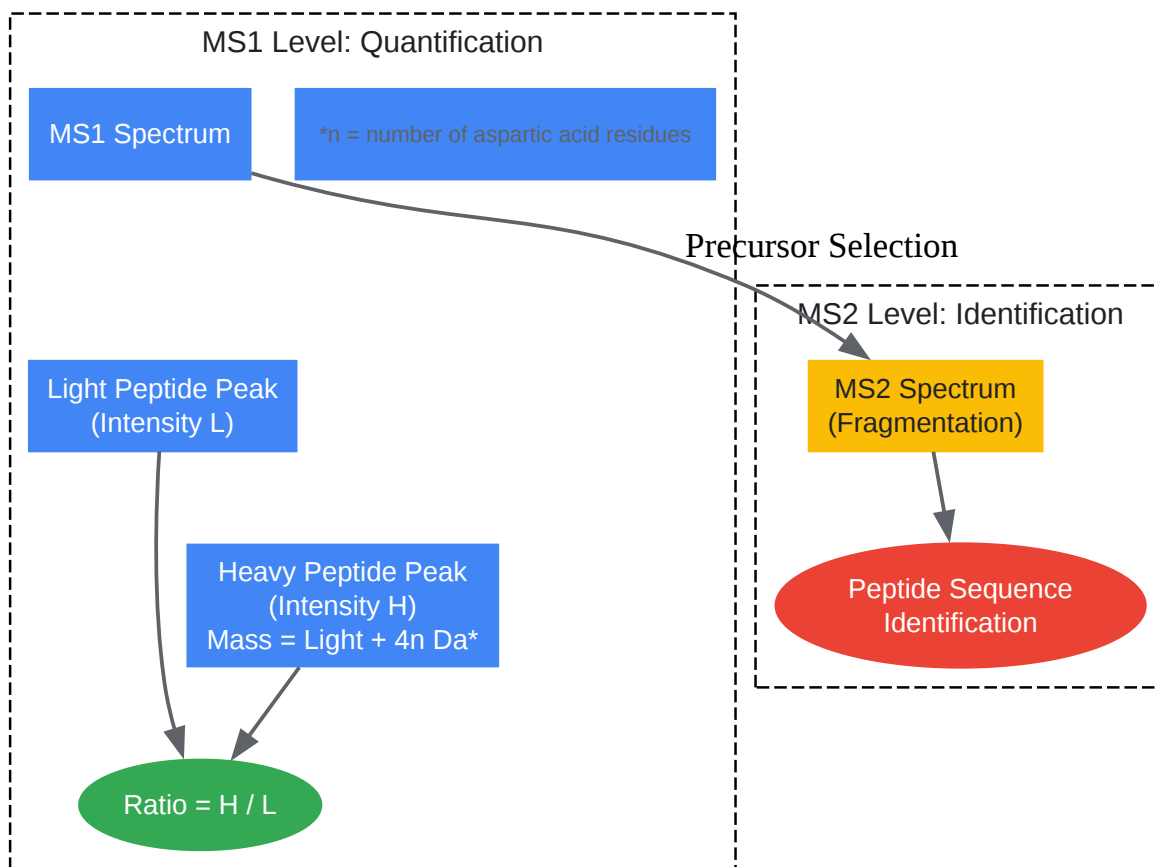 MS1 Level: Quantification
MS1 Spectrum
*n = number of aspartic acid residues
Precursor Selection
MS2 Level: Identification
Light Peptide Peak
(Intensity L)
MS2 Spectrum
(Fragmentation)
Heavy Peptide Peak
(Intensity H)
Mass = Light + 4n Da*
Peptide Sequence
Identification
Ratio = H / L